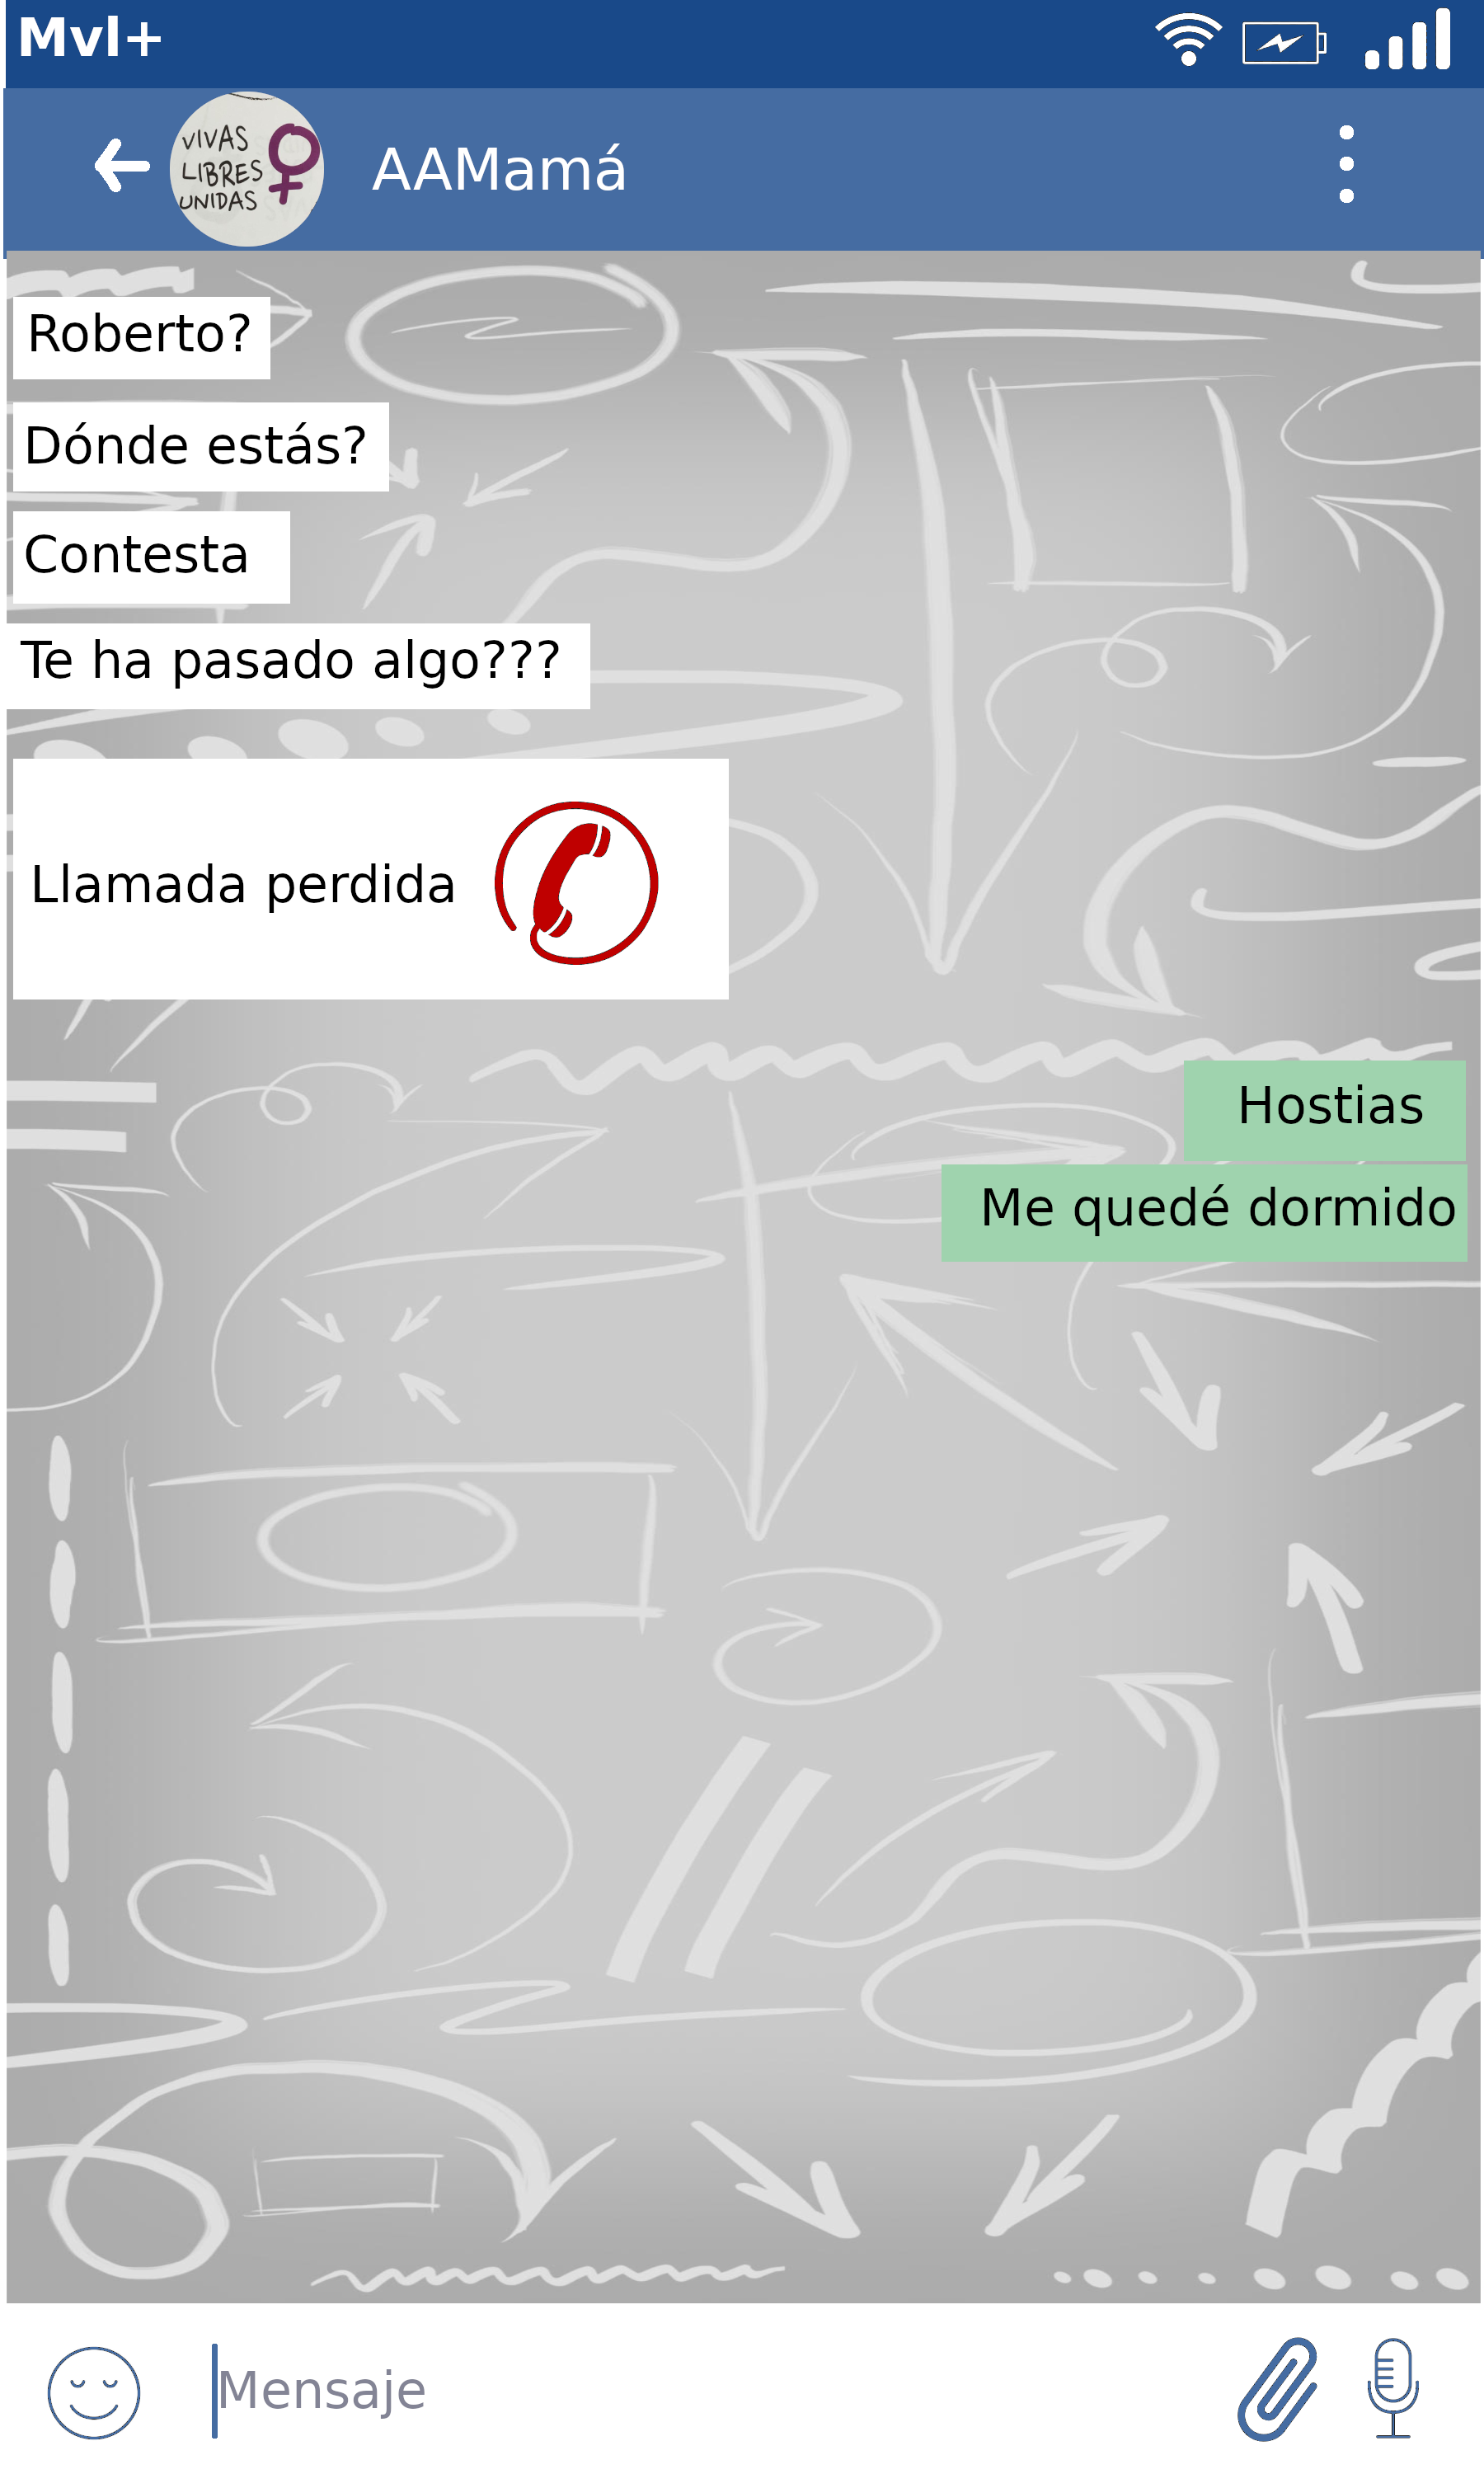 Mvl+
VIVAS
LIBRES
UNIDAS
AAMamá
Roberto?
Dónde estás?
Contesta
Te ha pasado algo???
Llamada perdida
Hostias
Me quedé dormido
Mensaje